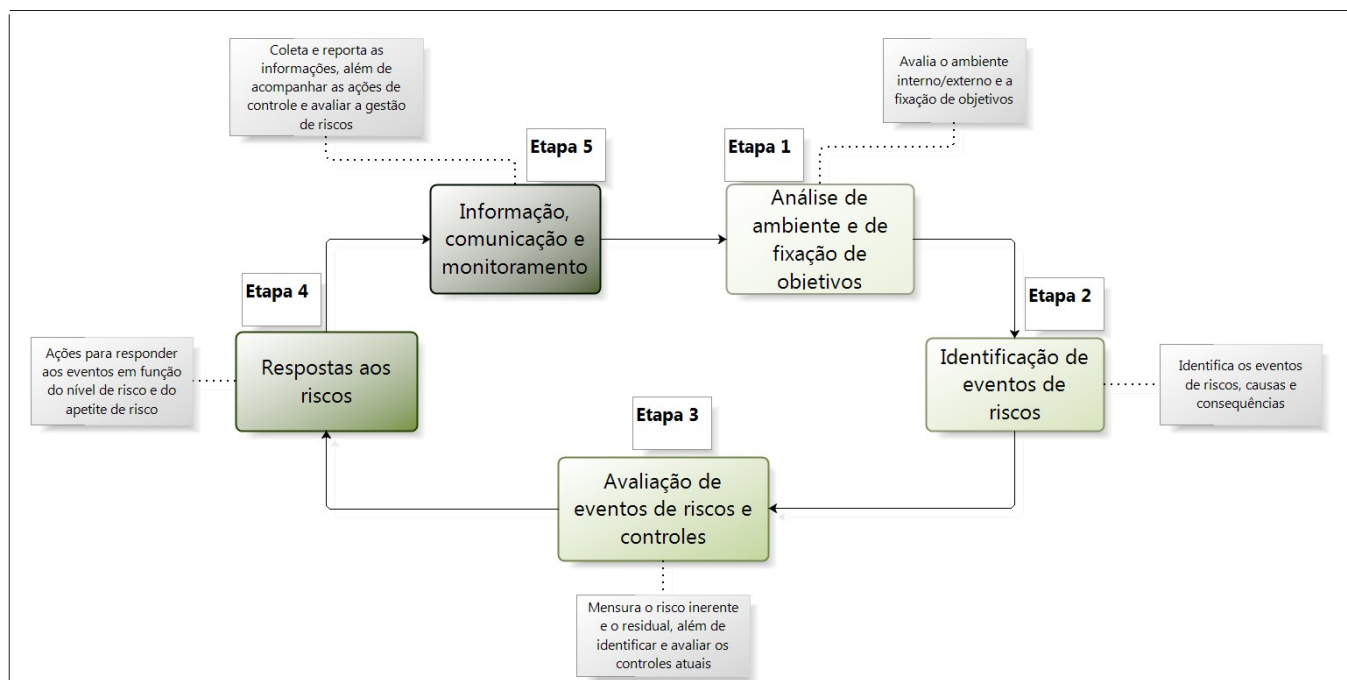 Coleta e reporta as
informações, além de
acompanhar as ações de
controle e avaliar a gestão
de riscos
Avalia o ambiente
interno/externo e a
fixação de objetivos
Etapa 5
Informação,
comunicação e
monitoramento
Etapa 1
Análise de
ambiente e de
fixação de
objetivos
Etapa 4
Respostas aos
riscos
Ações para responder
aos eventos em função
do nível de risco e do
apetite de risco
Etapa 2
Identificação de
eventos de
riscos
Identifica os eventos
de riscos, causas e
consequências
Etapa 3
Avaliação de
eventos de riscos e
controles
Mensura o risco inerente
e o residual, além de
identificar e avaliar os
controles atuais